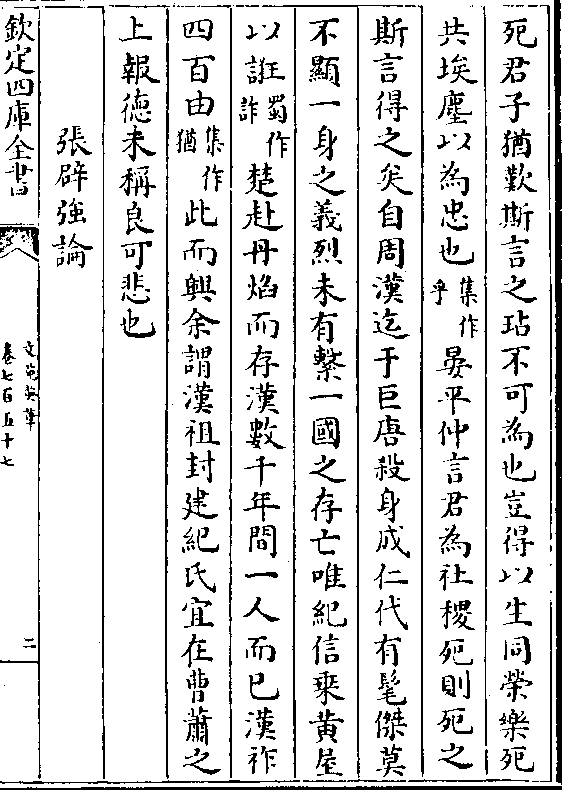 死君子猶歎斯言之玷不可為也豈得以生同榮樂死
共埃塵以為忠也集作乎晏平仲言君為社稷死則死之
斯言得之矣自周漢迄于巨唐殺身成仁代有髦傑莫
不顯一身之義烈未有繫一國之存亡唯紀信乘黄屋
以誑蜀作詐楚赴丹焰而存漢數千年間一人而已漢祚
四百由集作猶此而興余謂漢祖封建紀氏宜在曹蕭之
上報德未稱良可悲也
張辟強論
欽定四庫全書
文苑英華
卷七百五十七
二